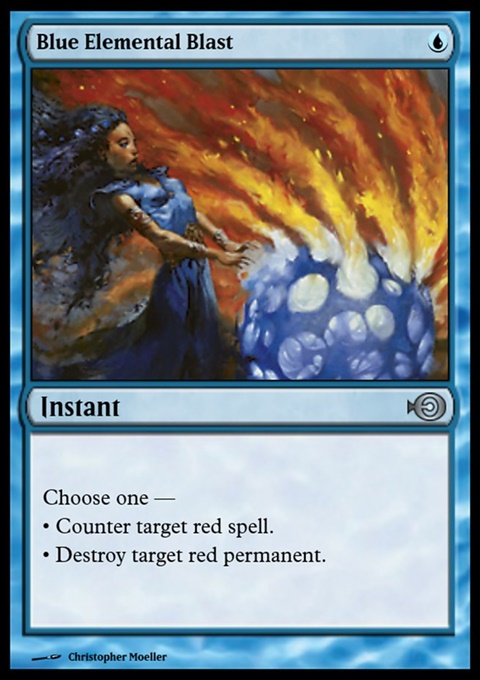 Blue Elemental Blast
Instant
Choose one —
• Counter target red spell.
• Destroy target red permanent.
Christopher Moeller